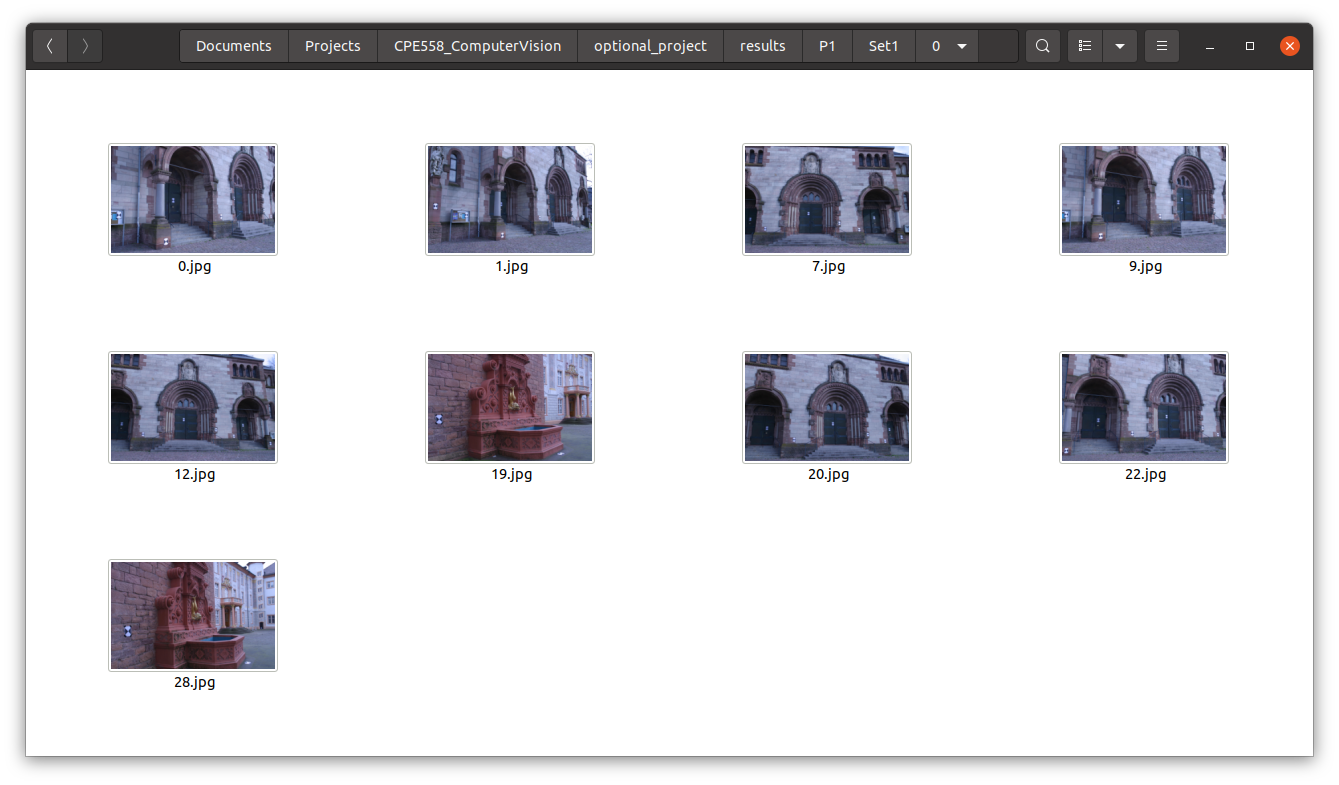 Documents Projects CPE558_ComputerVision optional_project results P1 Set1 0
0.jpg 1.jpg 7.jpg 9.jpg
12.jpg 19.jpg 20.jpg 22.jpg
28.jpg